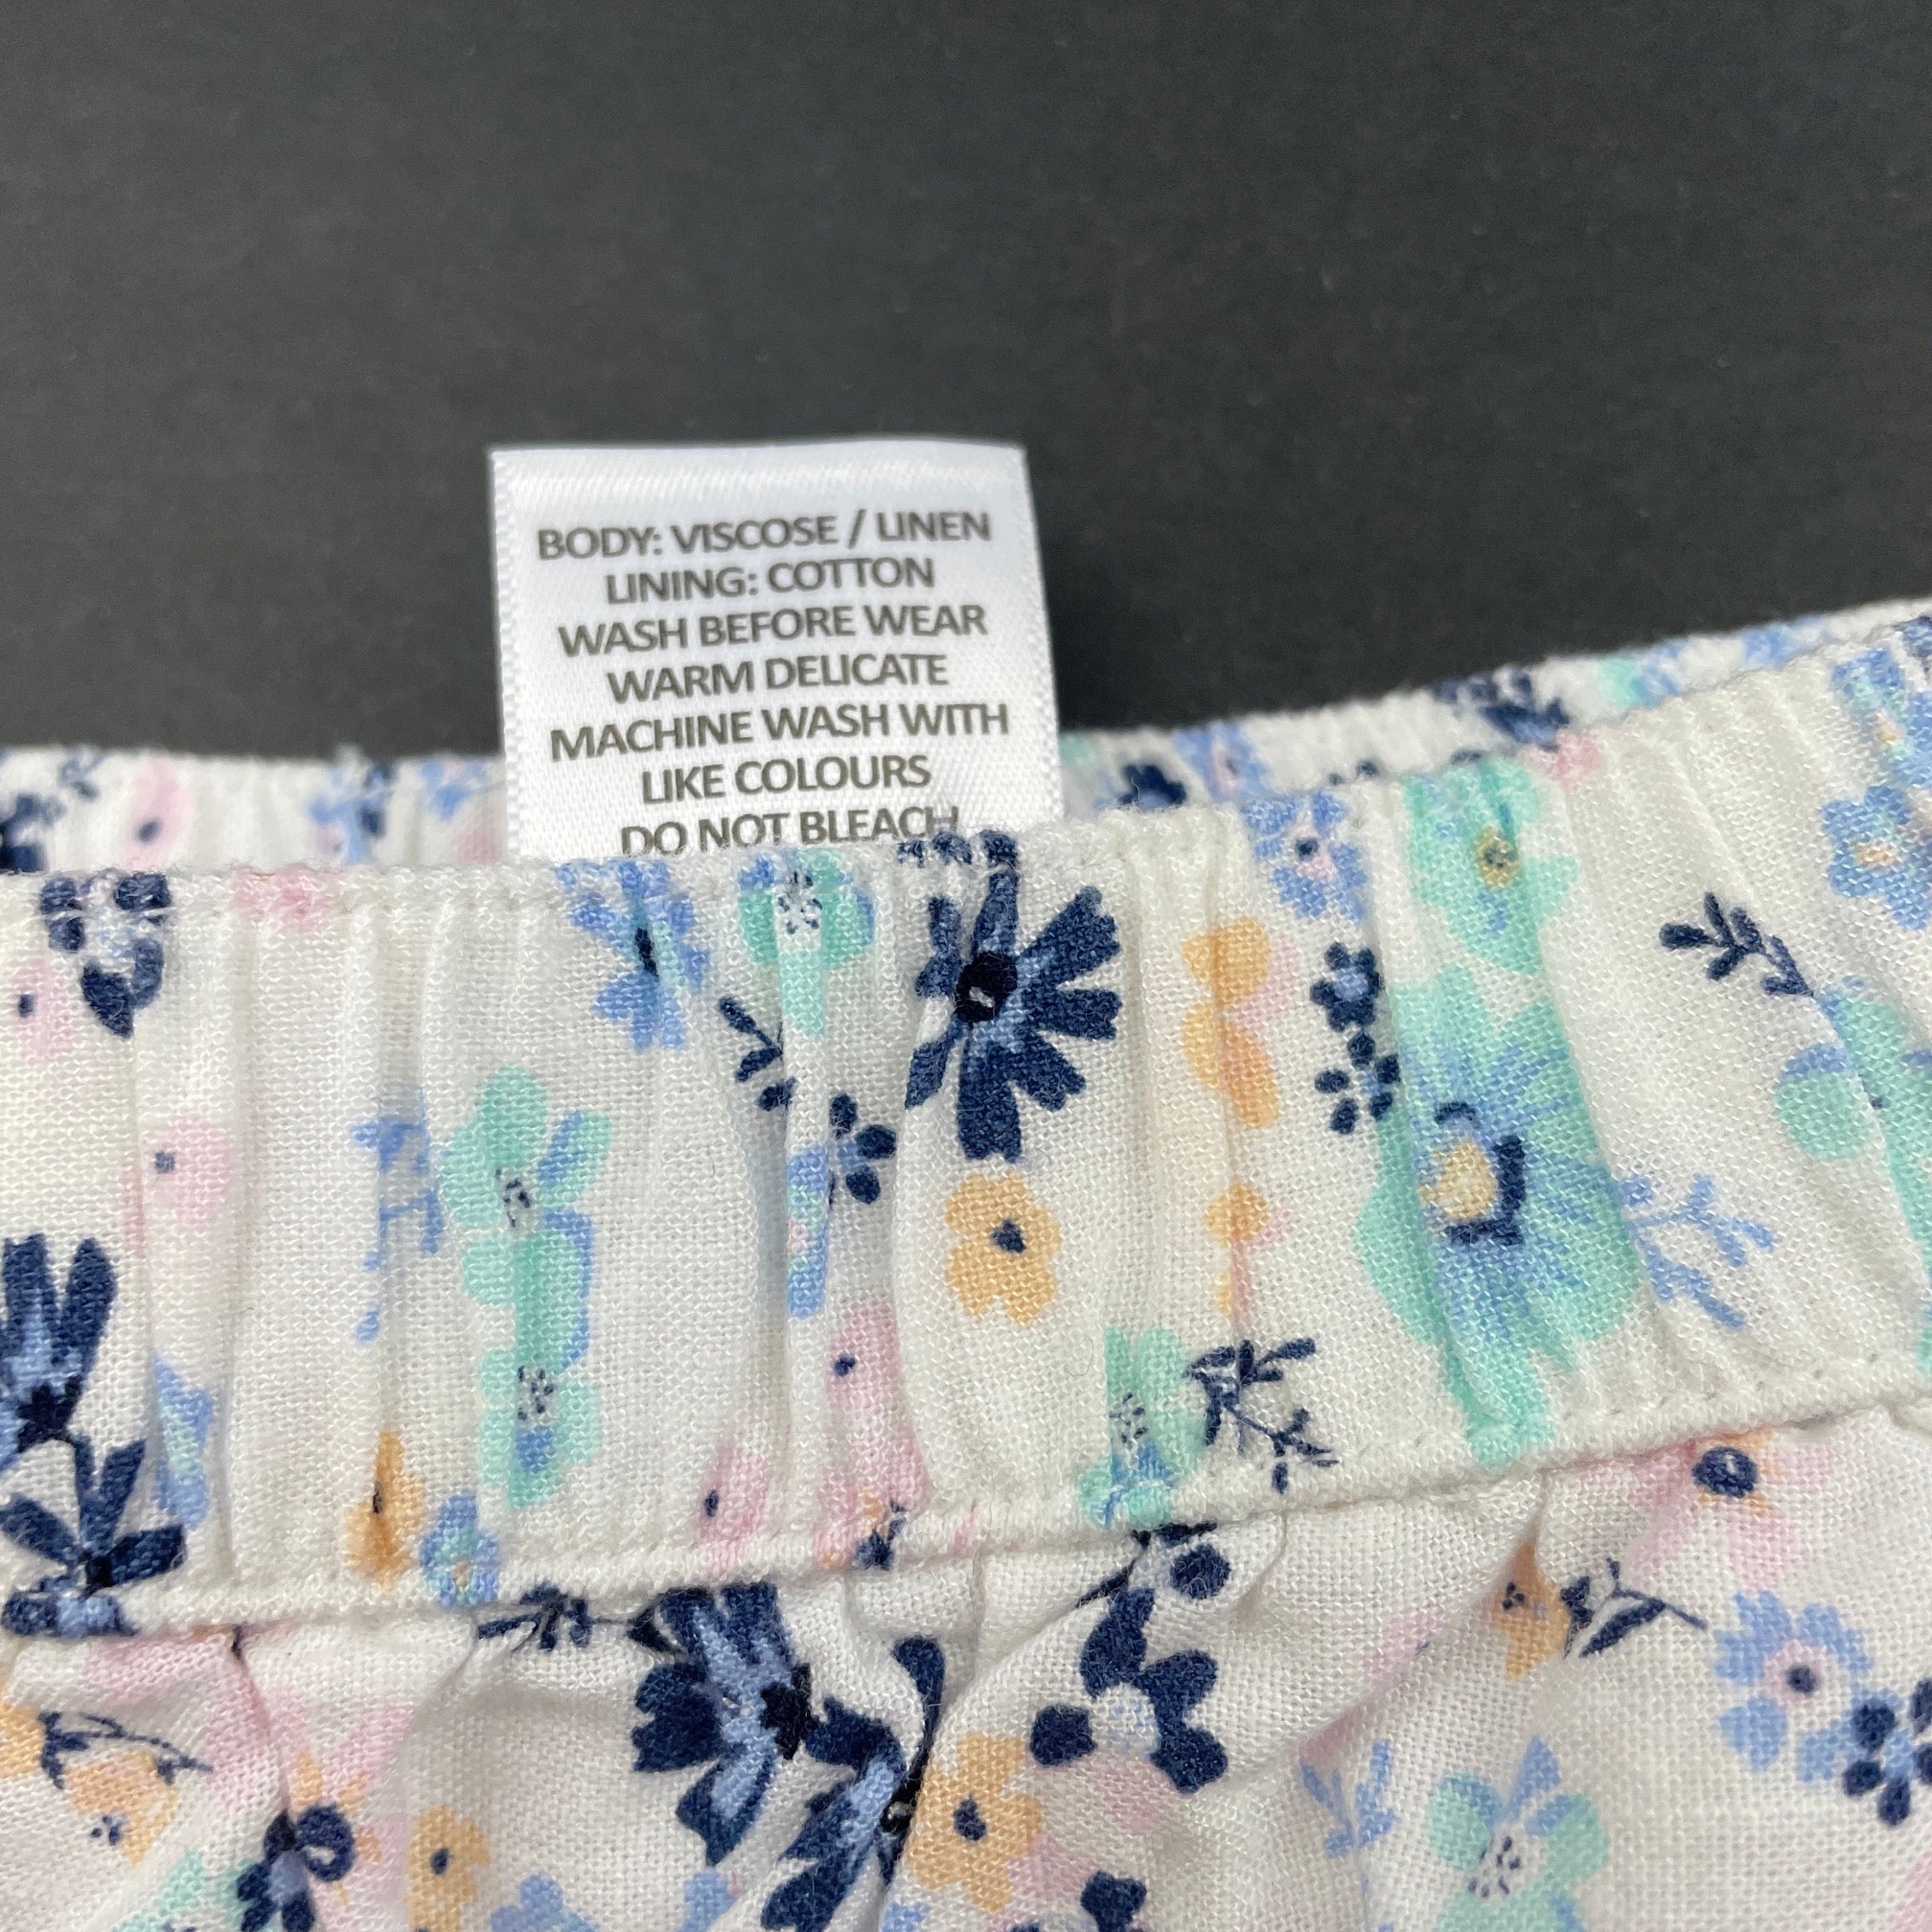 BODY: VISCOSE / LINEN
LINING: COTTON
WASH BEFORE WEAR
WARM DELICATE
MACHINE WASH WITH
LIKE COLOURS
DO NOT BLEACH